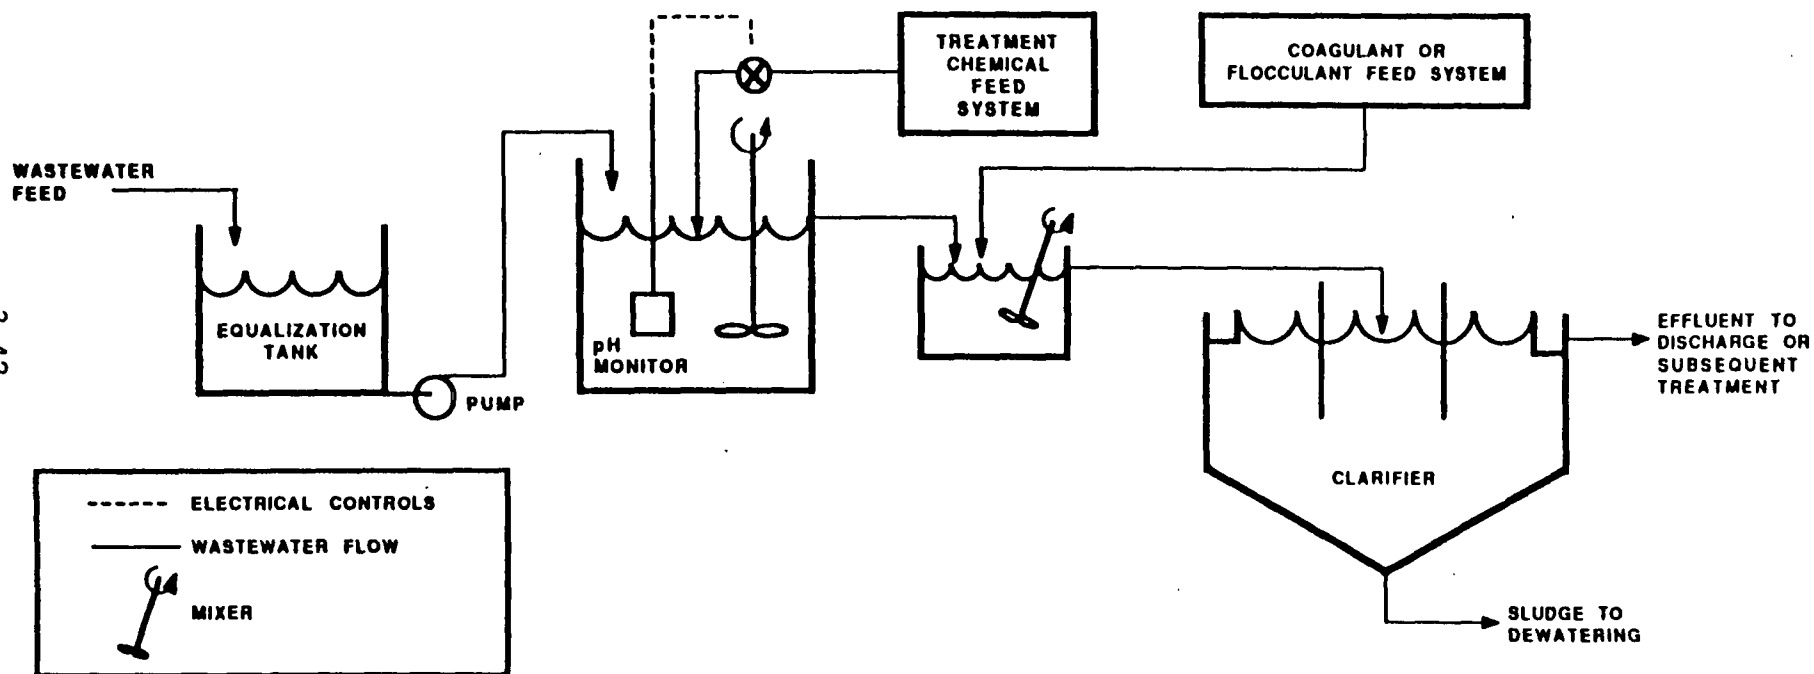 TREATMENT
CHEMICAL
FEED
SYSTEM
COAGULANT OR
FLOCCULANT FEED SYSTEM
WASTEWATER
FEED
EQUALIZATION
TANK
PUMP
pH
MONITOR
EFFLUENT TO
DISCHARGE OR
SUBSEQUENT
TREATMENT
CLARIFIER
SLUDGE TO
DEWATERING
ELECTRICAL CONTROLS
WASTEWATER FLOW
MIXER